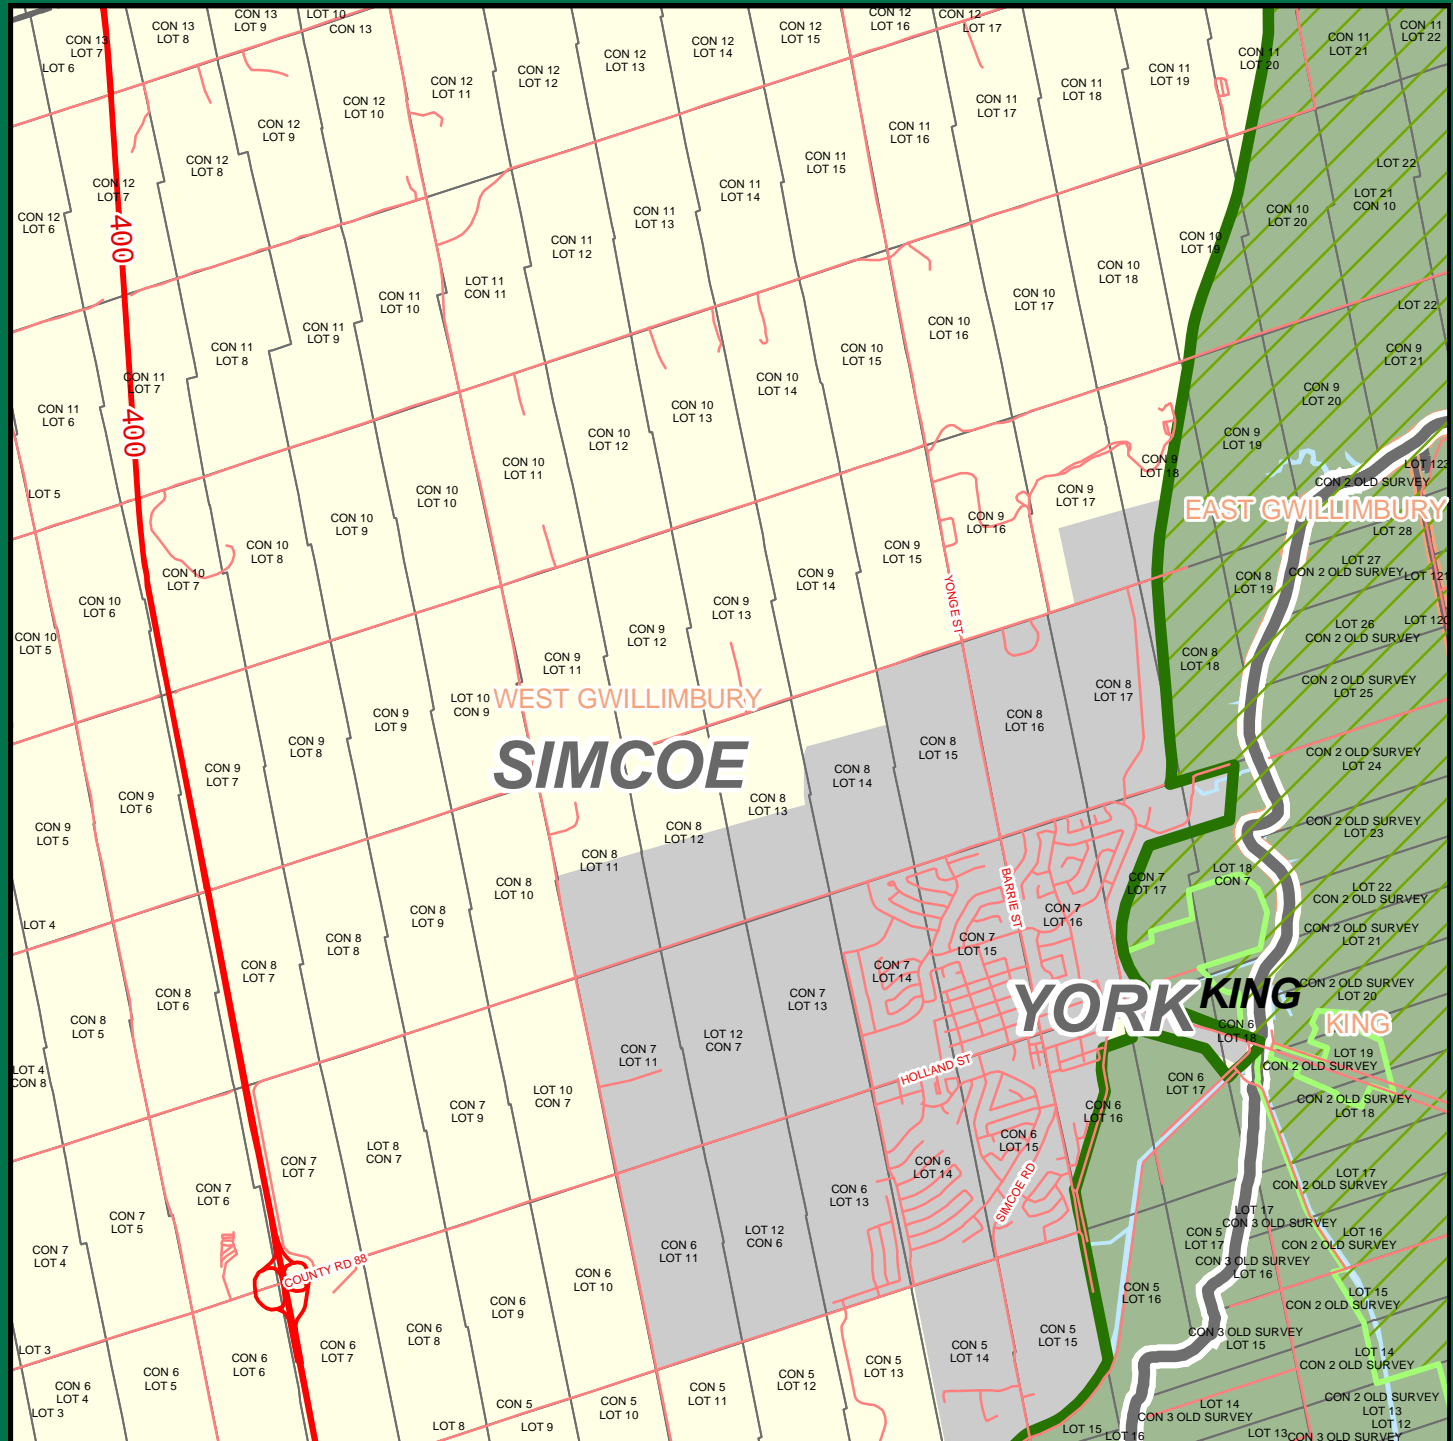 CON 13
LOT 7
LOT 6
CON 13
LOT 8
CON 13
LOT 9
LOT 10
CON 13
CON 12
LOT 11
CON 12
LOT 12
CON 12
LOT 13
CON 12
LOT 14
CON 12
LOT 15
CON 12
LOT 16
CON 12
LOT 17
CON 11
LOT 17
CON 11
LOT 18
CON 11
LOT 19
CON 11
LOT 20
CON 11
LOT 21
CON 11
LOT 22
CON 12
LOT 6
CON 12
LOT 7
CON 12
LOT 8
CON 12
LOT 9
CON 12
LOT 10
400
CON 11
LOT 12
CON 11
LOT 13
CON 11
LOT 14
CON 11
LOT 15
CON 11
LOT 16
CON 10
LOT 18
CON 10
LOT 19
CON 10
LOT 20
LOT 21
CON 10
LOT 22
CON 11
LOT 6
CON 11
LOT 7
CON 11
LOT 8
CON 11
LOT 9
CON 11
LOT 10
LOT 11
CON 11
400
CON 10
LOT 13
CON 10
LOT 14
CON 10
LOT 15
CON 10
LOT 16
CON 10
LOT 17
LOT 22
CON 9
LOT 21
CON 9
LOT 20
CON 9
LOT 19
CON 9
LOT 18
LOT 5
CON 10
LOT 6
CON 10
LOT 7
CON 10
LOT 8
CON 10
LOT 9
CON 10
LOT 10
CON 10
LOT 11
CON 10
LOT 12
CON 9
LOT 14
CON 9
LOT 15
CON 9
LOT 16
CON 9
LOT 17
EAST GWILLIMBURY
LOT 123
CON 2 OLD SURVEY
LOT 28
LOT 27
CON 2 OLD SURVEY
LOT 121
LOT 120
CON 8
LOT 19
LOT 26
CON 2 OLD SURVEY
CON 2 OLD SURVEY
LOT 25
YONGE ST
CON 10
LOT 5
CON 9
LOT 5
CON 9
LOT 6
CON 9
LOT 7
CON 9
LOT 8
CON 9
LOT 9
LOT 10
CON 9
CON 9
LOT 11
CON 9
LOT 12
CON 9
LOT 13
WEST GWILLIMBURY
SIMCOE
CON 8
LOT 18
CON 8
LOT 17
CON 8
LOT 16
CON 8
LOT 15
CON 8
LOT 14
CON 8
LOT 13
CON 8
LOT 12
CON 8
LOT 11
CON 8
LOT 10
CON 8
LOT 9
CON 8
LOT 8
CON 8
LOT 7
CON 8
LOT 6
CON 8
LOT 5
LOT 4
CON 2 OLD SURVEY
LOT 24
CON 2 OLD SURVEY
LOT 23
LOT 22
CON 2 OLD SURVEY
CON 2 OLD SURVEY
LOT 21
CON 2 OLD SURVEY
LOT 20
LOT 18
CON 7
CON 7
LOT 17
CON 7
LOT 16
BARRIE ST
CON 7
LOT 15
CON 7
LOT 14
CON 7
LOT 13
LOT 12
CON 7
CON 7
LOT 11
LOT 10
CON 7
CON 7
LOT 9
LOT 8
CON 7
CON 7
LOT 7
CON 7
LOT 6
CON 7
LOT 5
CON 7
LOT 4
LOT 4
CON 8
YORK
KING
KING
CON 6
LOT 18
LOT 19
CON 2 OLD SURVEY
CON 2 OLD SURVEY
LOT 18
CON 6
LOT 17
CON 6
LOT 16
HOLLAND ST
CON 6
LOT 15
CON 6
LOT 14
SIMCOE RD
CON 6
LOT 13
LOT 12
CON 6
CON 6
LOT 11
CON 6
LOT 10
CON 6
LOT 9
CON 6
LOT 8
CON 6
LOT 7
CON 6
LOT 6
CON 6
LOT 5
CON 6
LOT 4
LOT 3
LOT 3
COUNTY RD 88
LOT 17
CON 2 OLD SURVEY
LOT 17
CON 3 OLD SURVEY
LOT 16
CON 2 OLD SURVEY
CON 5
LOT 17
CON 3 OLD SURVEY
LOT 16
LOT 15
CON 2 OLD SURVEY
CON 5
LOT 16
CON 3 OLD SURVEY
LOT 15
LOT 14
CON 2 OLD SURVEY
CON 5
LOT 15
CON 5
LOT 14
CON 5
LOT 13
CON 5
LOT 12
CON 5
LOT 11
CON 5
LOT 10
CON 5
LOT 9
LOT 8
CON 2 OLD SURVEY
LOT 13
LOT 12
LOT 14
CON 3 OLD SURVEY
LOT 15
LOT 16
LOT 13
CON 3 OLD SURVEY